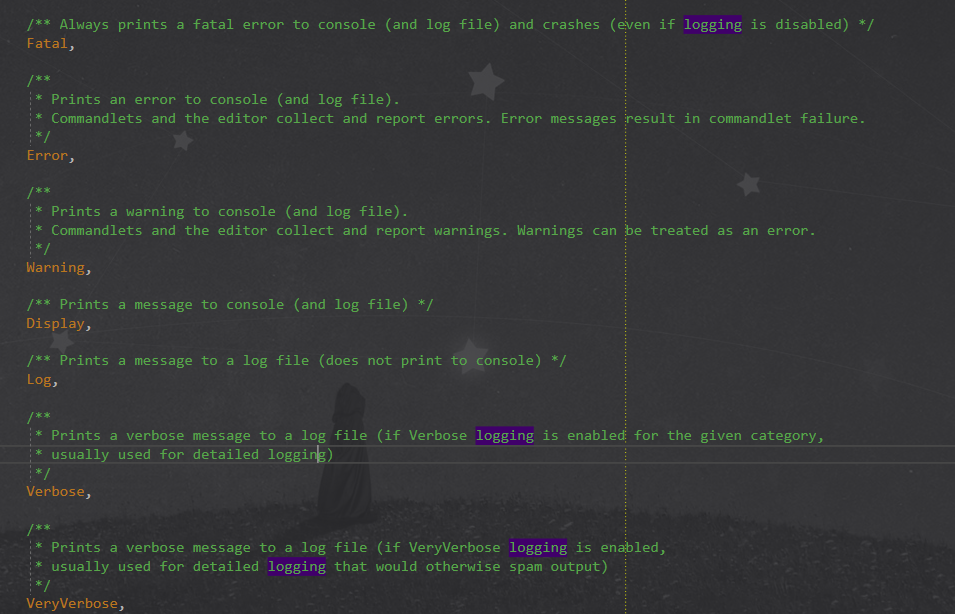 /** Always prints a fatal error to console (and log file) and crashes (even if logging is disabled) */
Fatal,
/**
* Prints an error to console (and log file).
* Commandlets and the editor collect and report errors. Error messages result in commandlet failure.
*/
Error,
/**
* Prints a warning to console (and log file).
* Commandlets and the editor collect and report warnings. Warnings can be treated as an error.
*/
Warning,
/** Prints a message to console (and log file) */
Display,
/** Prints a message to a log file (does not print to console) */
Log,
/**
* Prints a verbose message to a log file (if Verbose logging is enabled for the given category,
* usually used for detailed logging)
*/
Verbose,
/**
* Prints a verbose message to a log file (if VeryVerbose logging is enabled,
* usually used for detailed logging that would otherwise spam output)
*/
VeryVerbose,